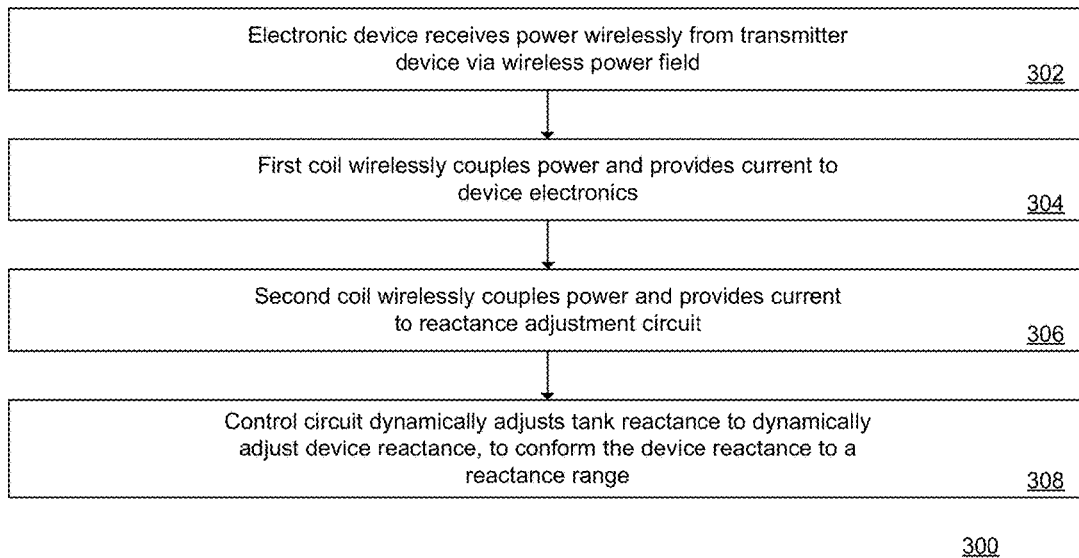 Electronic device receives power wirelessly from transmitter
device via wireless power field
302
First coil wirelessly couples power and provides current to
device electronics
304
Second coil wirelessly couples power and provides current
to reactance adjustment circuit
306
Control circuit dynamically adjusts tank reactance to dynamically
adjust device reactance, to conform the device reactance to a
reactance range
308
300